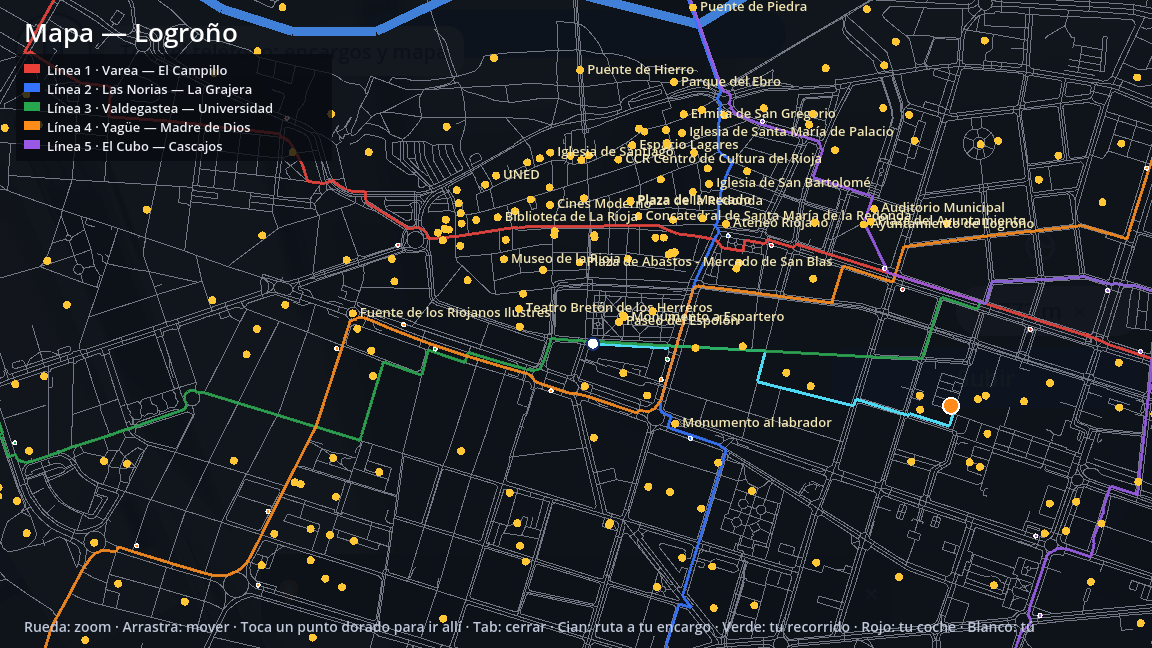 Puente de Piedra
Mapa — Logroño
Puente de Hierro
Línea 1 · Varea — El Campillo
Parque del Ebro
Línea 2 · Las Norias — La Grajera
Línea 3 · Valdegastea — Universidad
Ermita de San Gregorio
Línea 4 · Yagüe — Madre de Dios
Iglesia de Santa María de Palacio
Línea 5 · El Cubo — Cascajos
Espacio Lagares
Iglesia de Santiago
CCR Centro de Cultura del Rioja
UNED
Iglesia de San Bartolomé
Cines Moderno
Auditorio Municipal
Biblioteca de La Rioja
Concatedral de Santa María de la Redonda
Ateneo Riojano
Ayuntamiento de Logroño
Museo de la Rioja
Plaza de Abastos - Mercado de San Blas
Teatro Bretón de los Herreros
Fuente de los Riojanos Ilustres
Monumento a Espartero
Paseo del Espolón
Monumento al labrador
Rueda: zoom · Arrastra: mover · Toca un punto dorado para ir allí · Tab: cerrar · Cian: ruta a tu encargo · Verde: tu recorrido · Rojo: tu coche · Blanco: tú